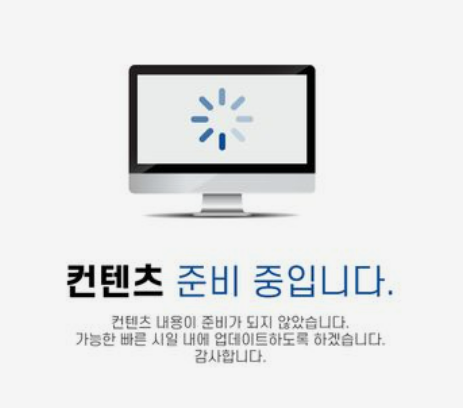 컨텐츠 준비 중입니다.
컨텐츠 내용이 준비가 되지 않았습니다.
가능한 빠른 시일 내에 업데이트하도록 하겠습니다.
감사합니다.